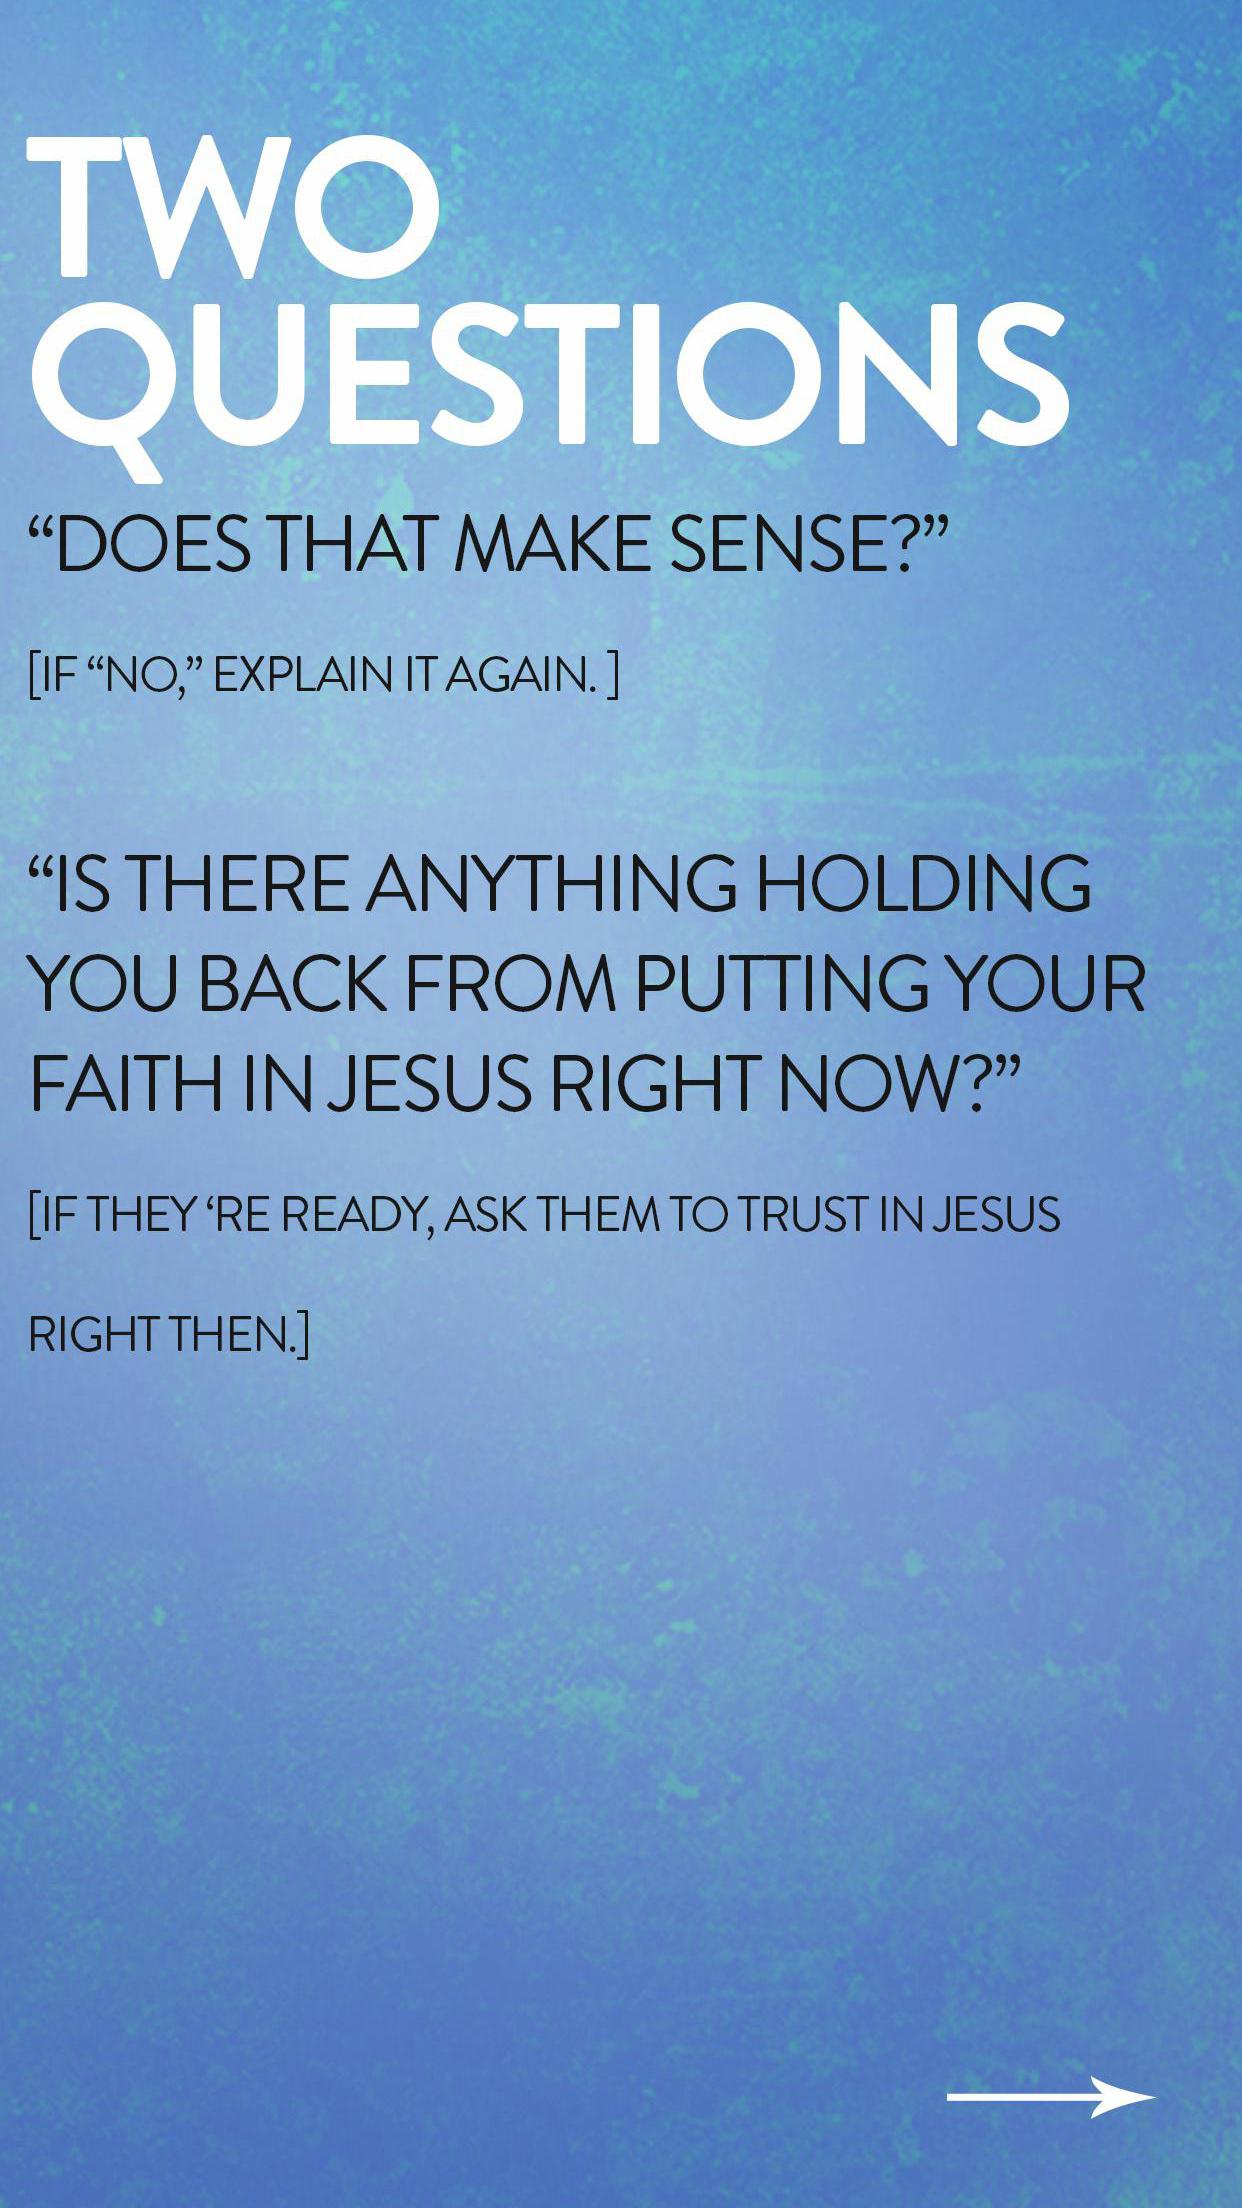 TWO
QUESTIONS
“DOES THAT MAKE SENSE?”
[IF “NO,” EXPLAIN IT AGAIN. ]
“IS THERE ANYTHING HOLDING
YOU BACK FROM PUTTING YOUR
FAITH IN JESUS RIGHT NOW?”
[IF THEY ‘RE READY, ASK THEM TO TRUST IN JESUS
RIGHT THEN.]